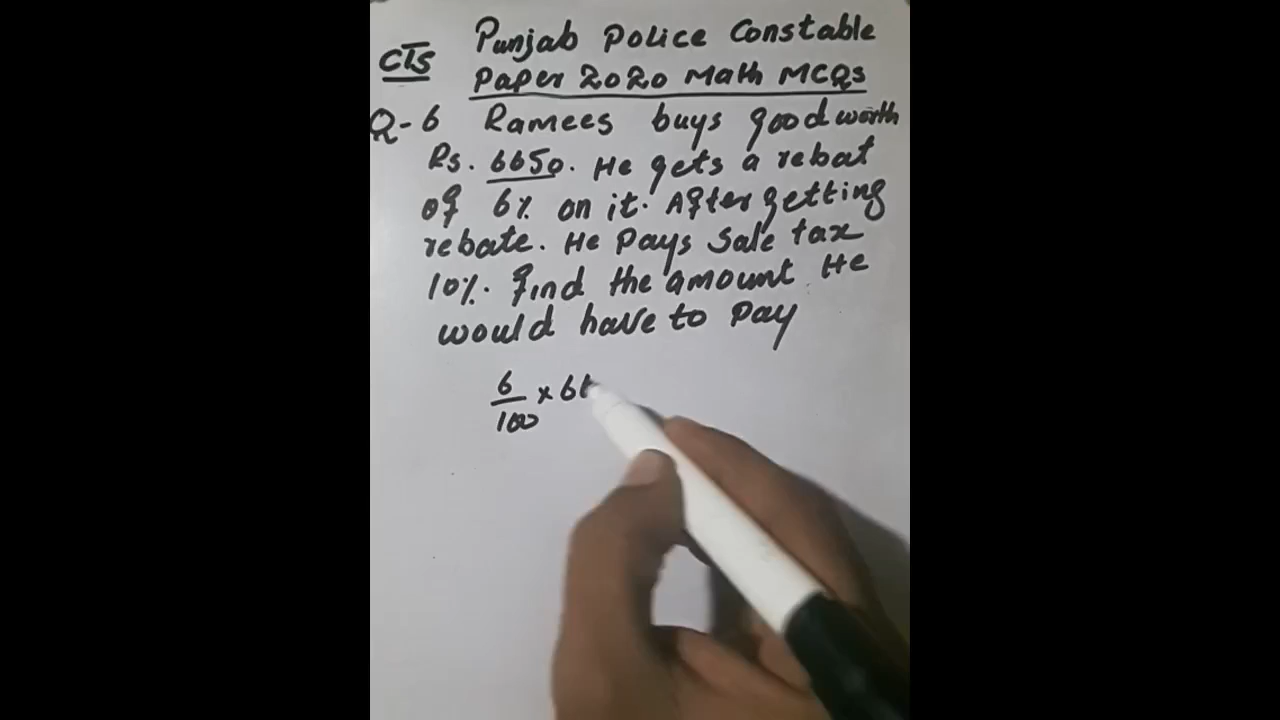 CTS Punjab Police Constable
Paper 2020 Math MCQs
Q-6 Ramees buys good worth
Rs. 6650. He gets a rebat
of 6% on it. After getting
rebate. He Pays Sale tax
10%. find the amount He
would have to Pay
6/100 × 66